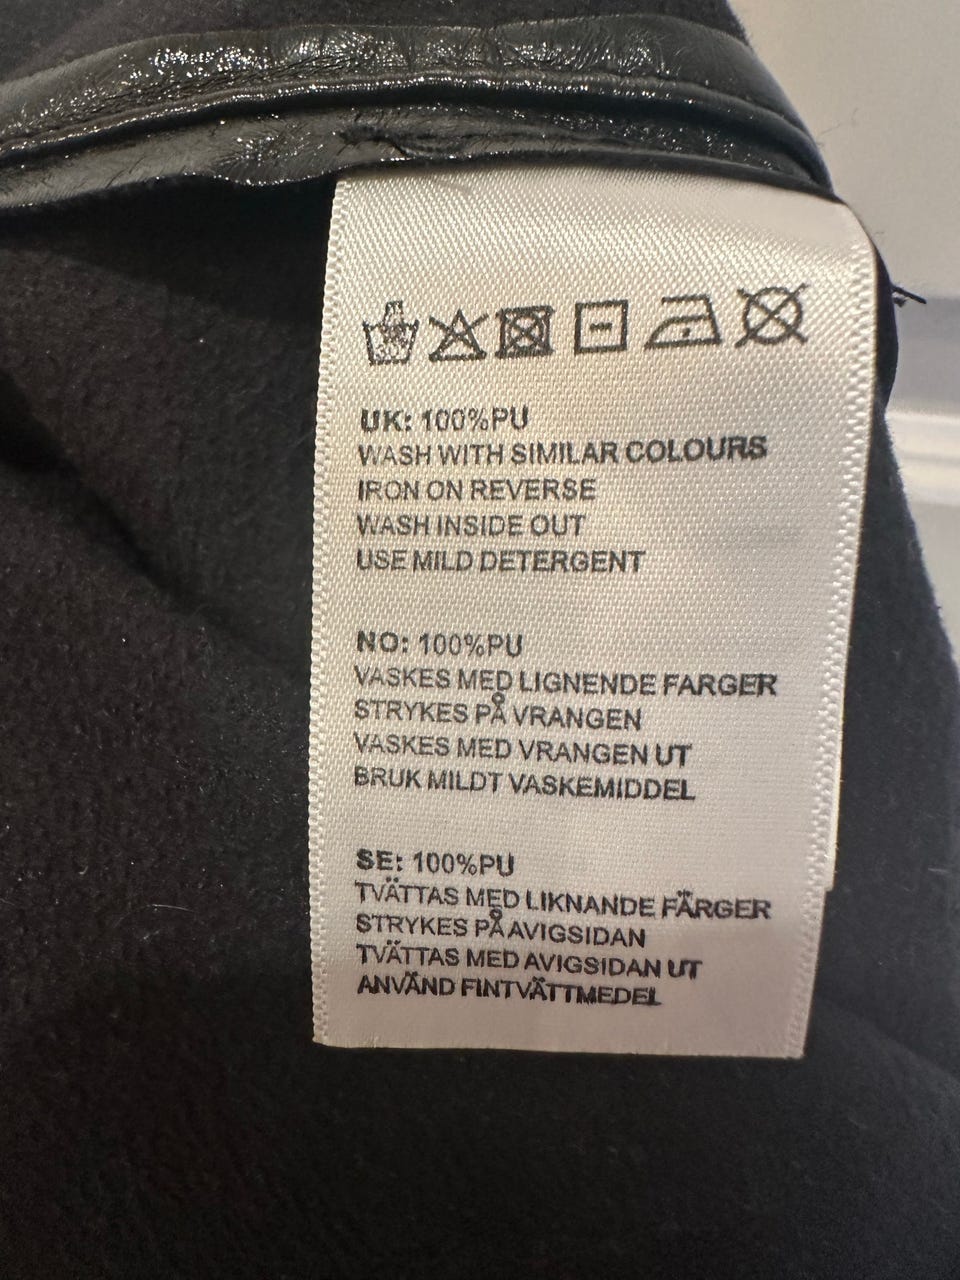 UK: 100%PU
WASH WITH SIMILAR COLOURS
IRON ON REVERSE
WASH INSIDE OUT
USE MILD DETERGENT
NO: 100%PU
VASKES MED LIGNENDE FARGER
STRYKES PÅ VRANGEN
VASKES MED VRANGEN UT
BRUK MILDT VASKEMIDDEL
SE: 100%PU
TVÄTTAS MED LIKNANDE FÄRGER
STRYKES PÅ AVIGSIDAN
TVÄTTAS MED AVIGSIDAN UT
ANVÄND FINTVÄTTMEDEL